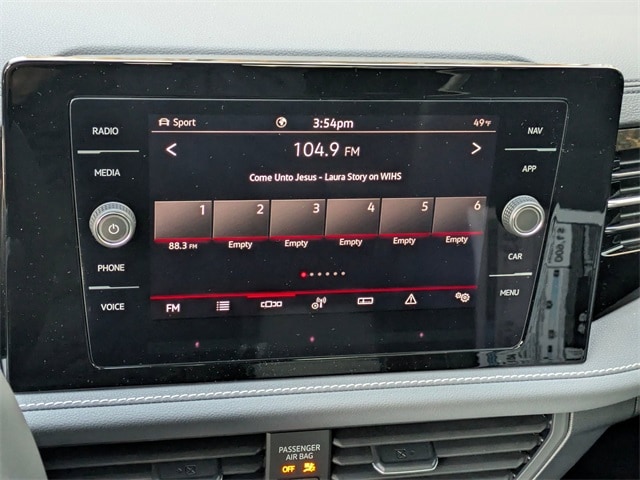 RADIO
MEDIA
PHONE
VOICE
Sport 3:54pm 49°F
104.9 FM
Come Unto Jesus - Laura Story on WIHS
1 2 3 4 5 6
88.3 FM Empty Empty Empty Empty Empty
FM
NAV
APP
CAR
MENU
PASSENGER
AIR BAG
OFF